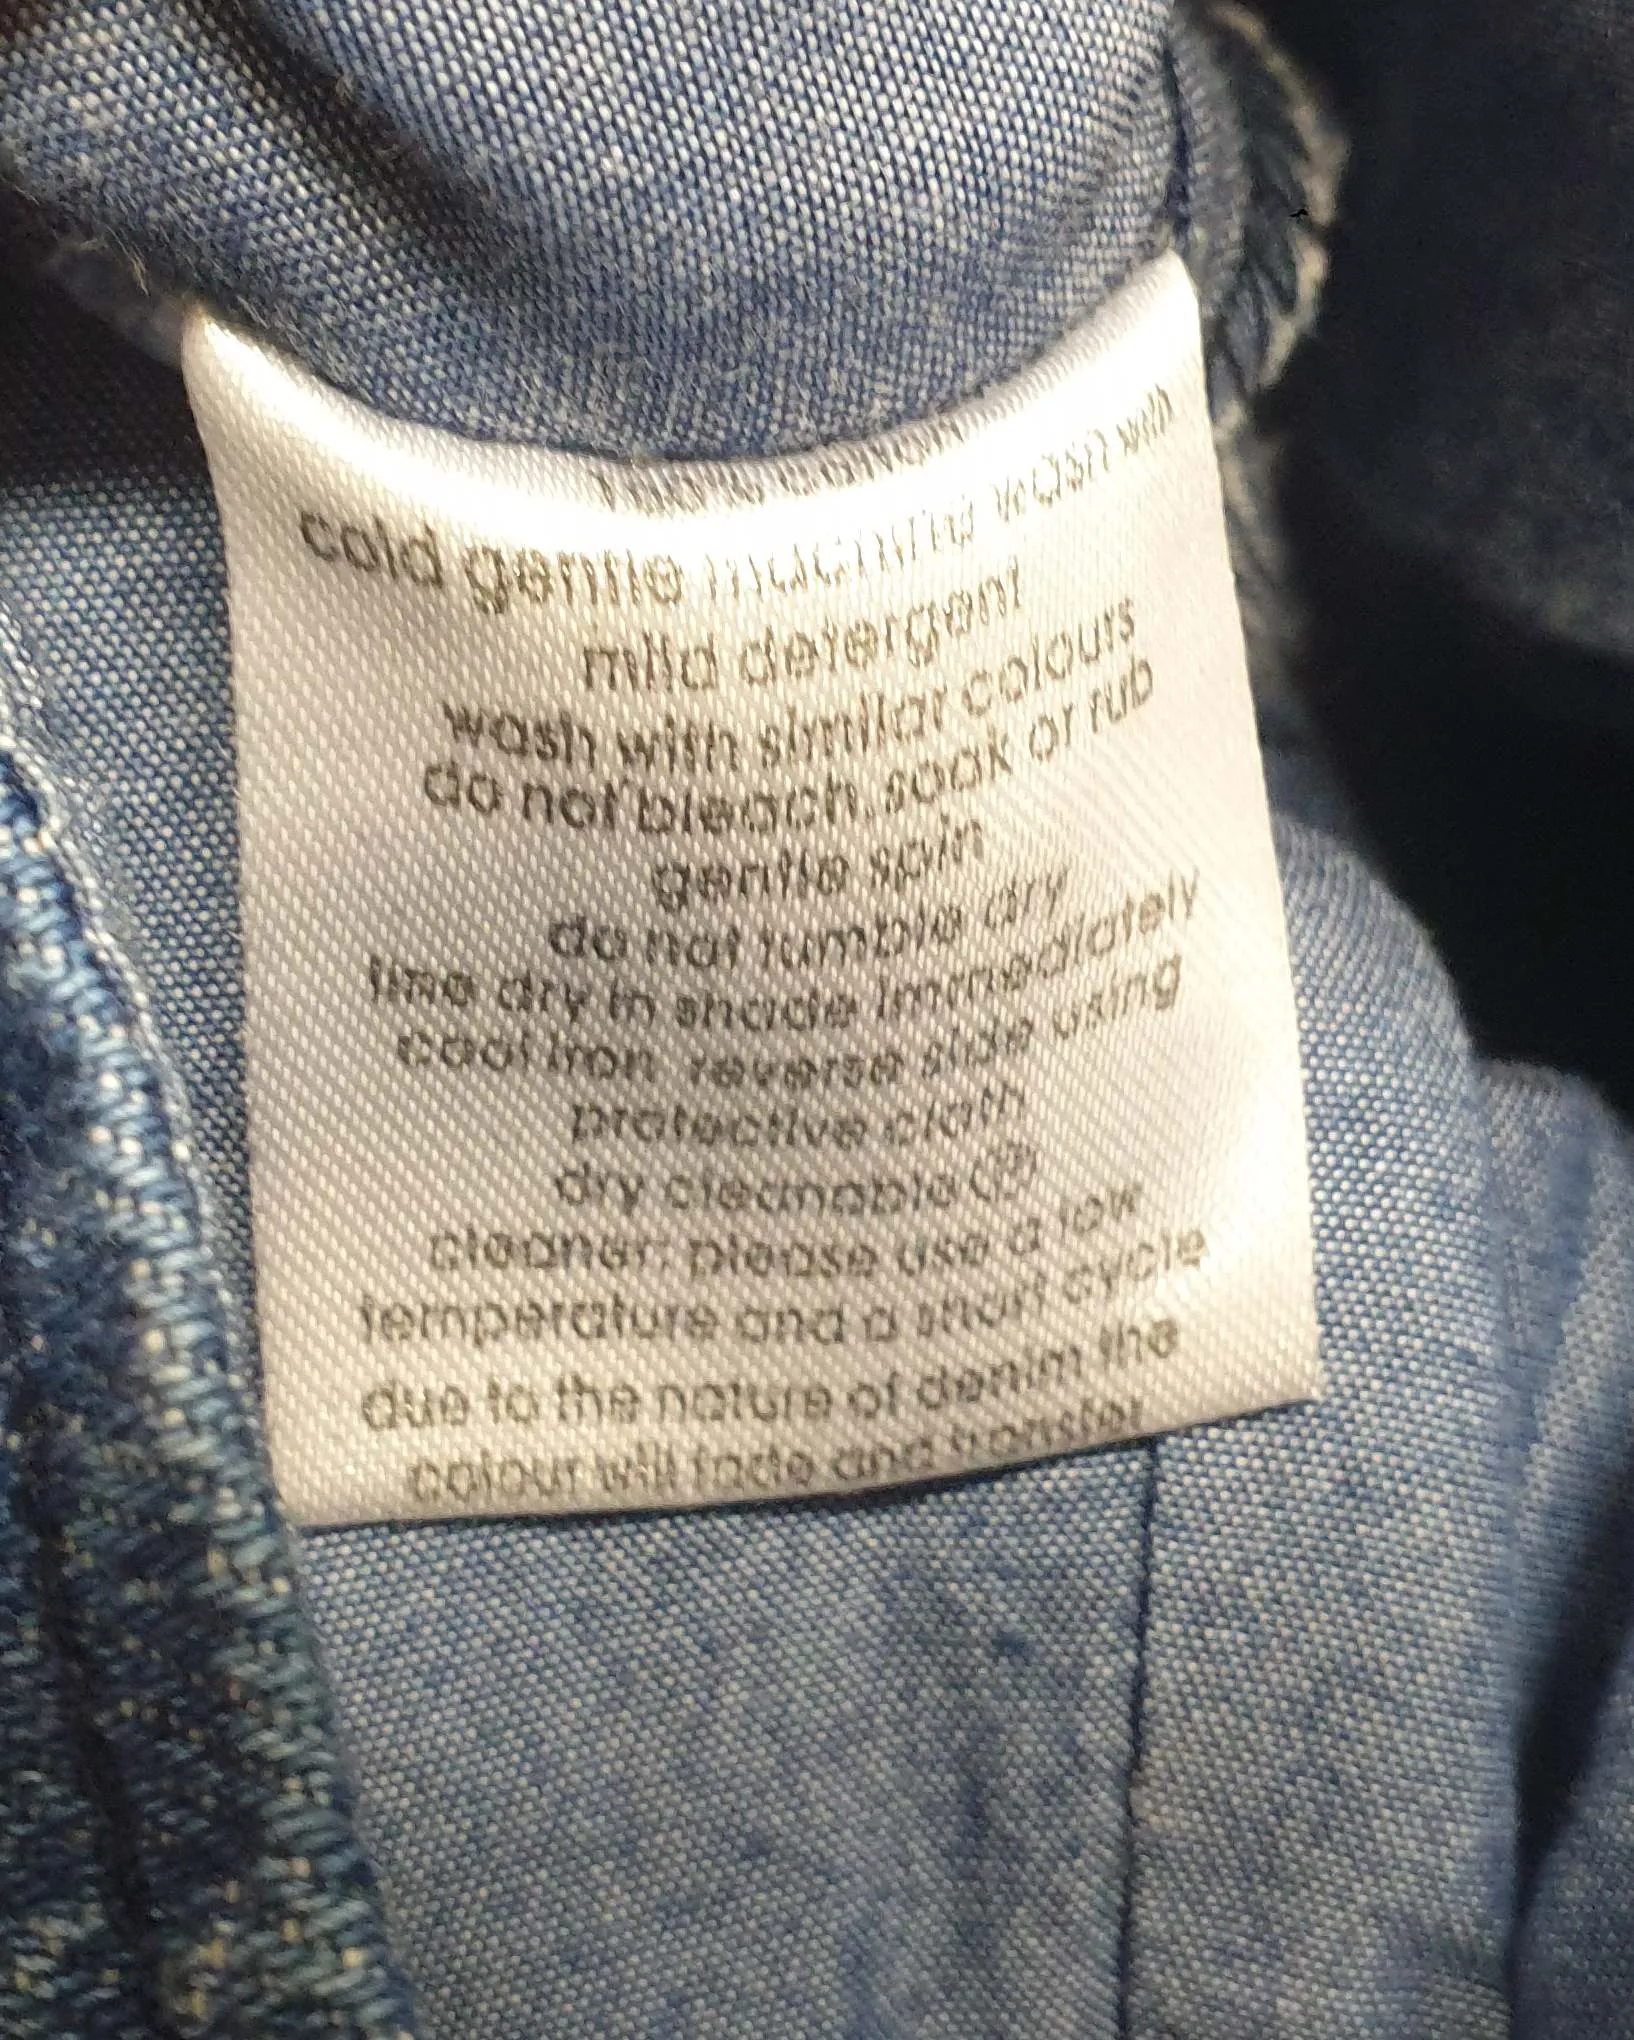 cold gentle machine wash with
mild detergent
wash with similar colours
do not bleach, soak or rub
gentle spin
do not tumble dry
line dry in shade immediately
cool iron reverse side using
protective cloth
dry cleanable Ⓟ
cleaner: please use a low
temperature and a short cycle
due to the nature of denim the
colour will fade and transfer